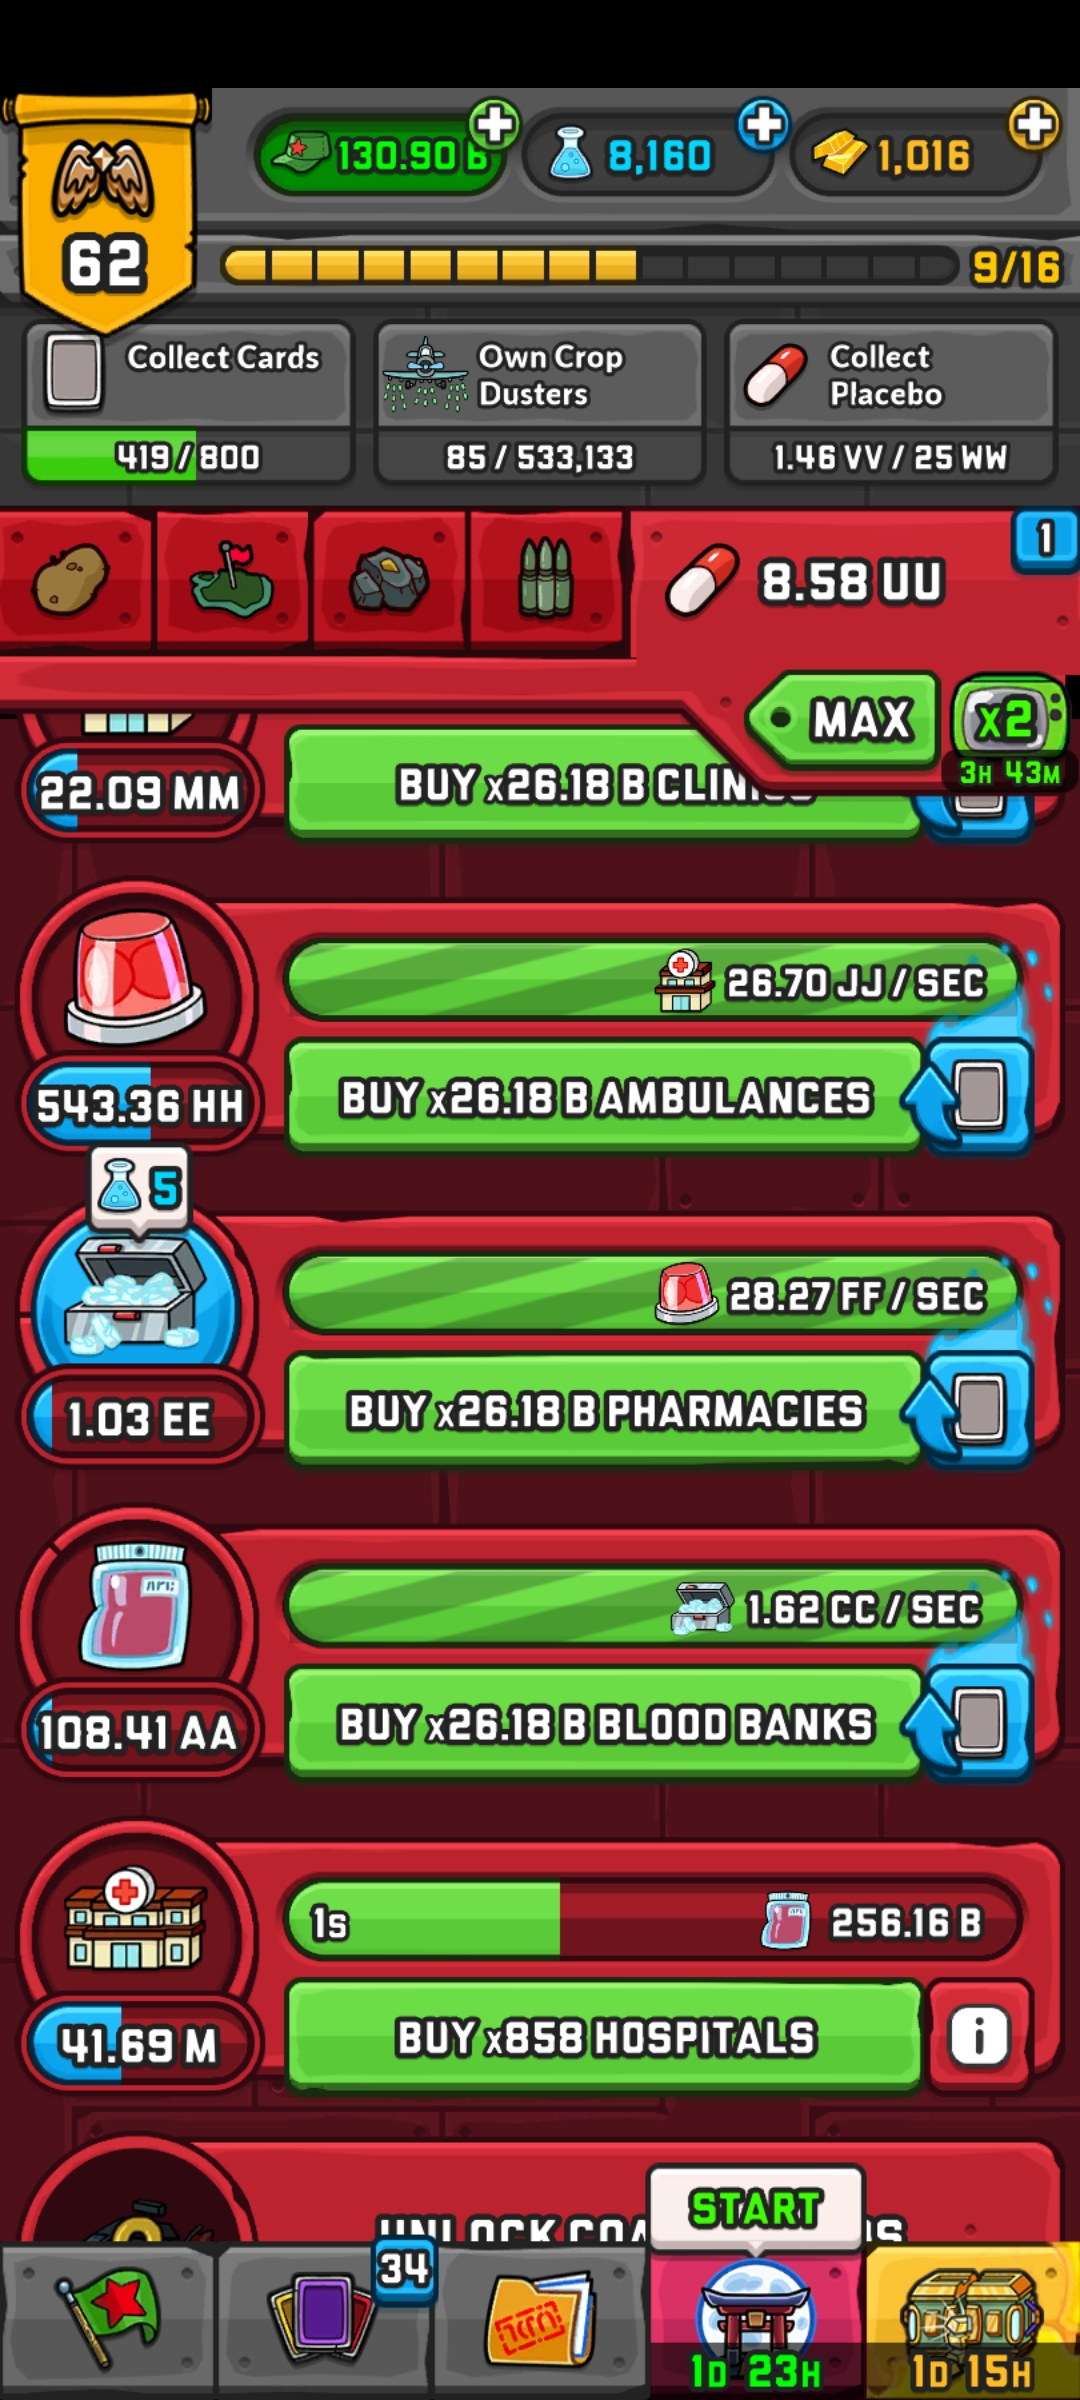 130.90 B
8,160
1,016
62
9/16
Collect Cards
419 / 800
Own Crop
Dusters
85 / 533,133
Collect
Placebo
1.46 VV / 25 WW
8.58 UU
1
MAX
x2
3H 43M
22.09 MM
BUY x26.18 B
26.70 JJ / SEC
543.36 HH
BUY x26.18 B AMBULANCES
5
28.27 FF / SEC
1.03 EE
BUY x26.18 B PHARMACIES
1.62 CC / SEC
108.41 AA
BUY x26.18 B BLOOD BANKS
1s
256.16 B
41.69 M
BUY x858 HOSPITALS
i
START
UNLOCK
34
1D 23H
1D 15H